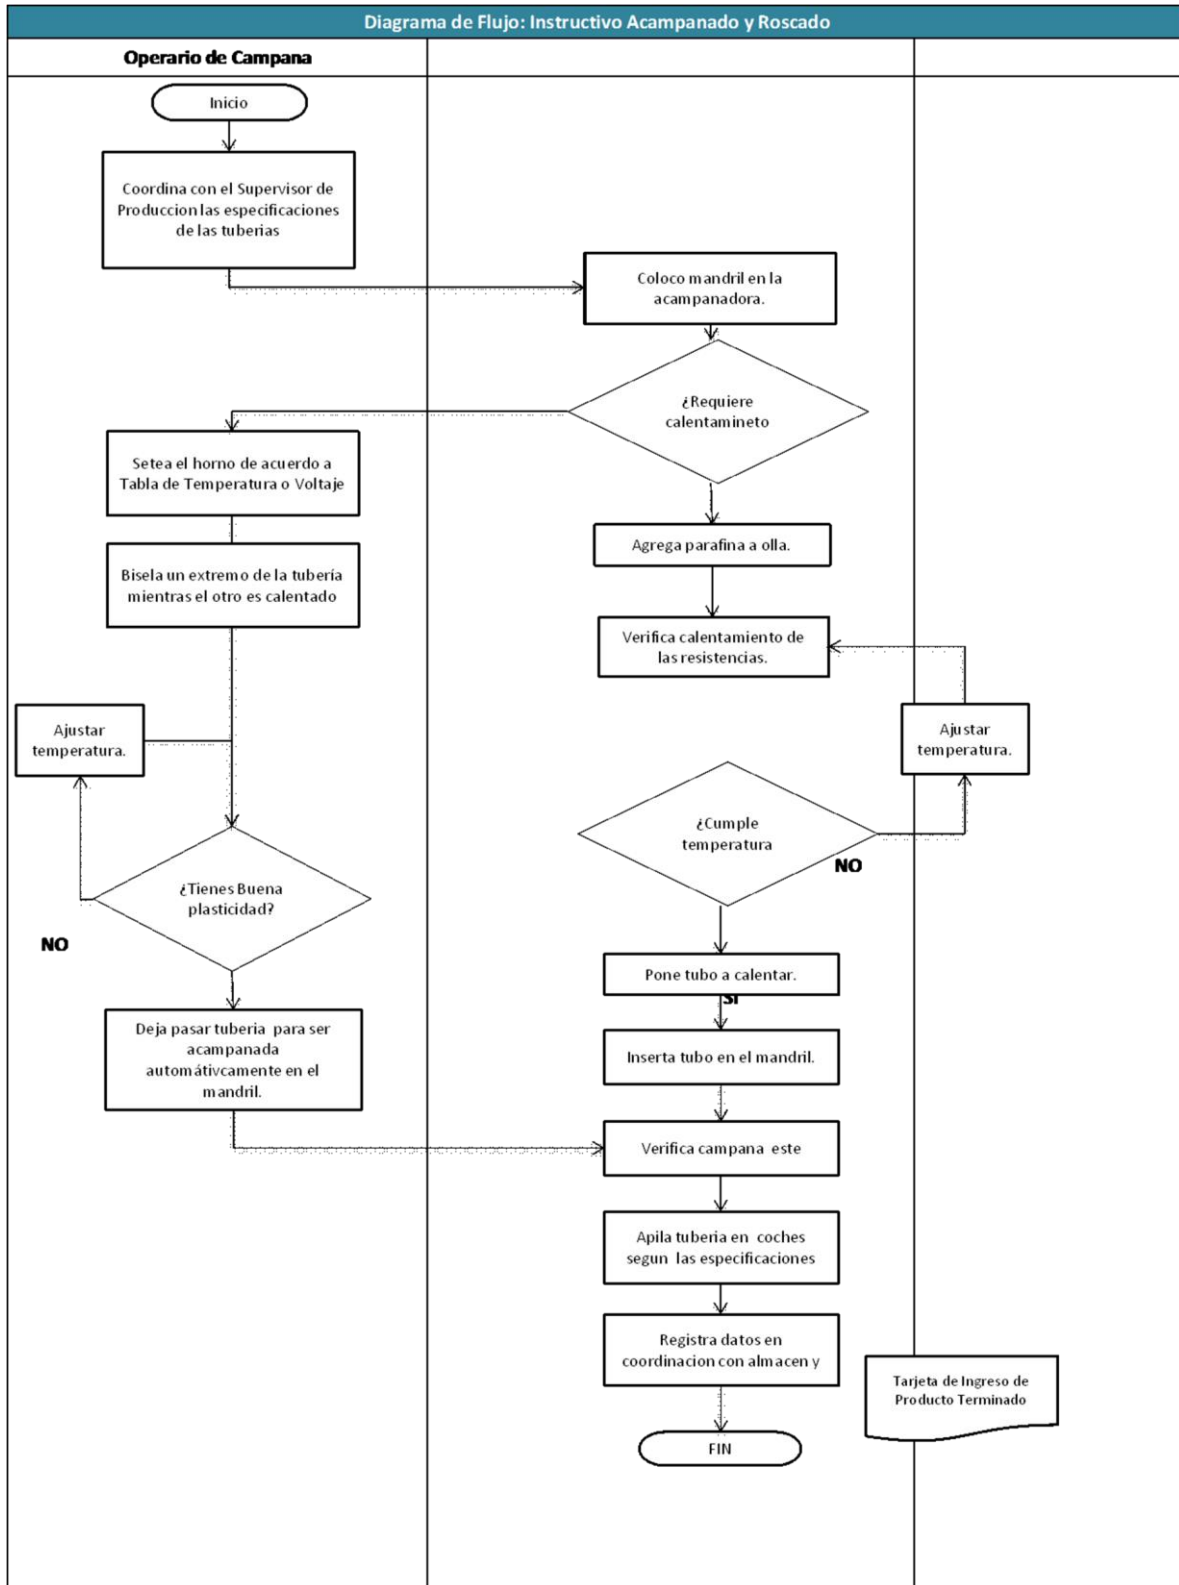 Diagrama de Flujo: Instructivo Acampanado y Roscado
Operario de Campana
Inicio
Coordina con el Supervisor de
Produccion las especificaciones
de las tuberias
Coloco mandril en la
acampanadora.
¿Requiere
calentamineto
Setea el horno de acuerdo a
Tabla de Temperatura o Voltaje
Agrega parafina a olla.
Bisela un extremo de la tubería
mientras el otro es calentado
Verifica calentamiento de
las resistencias.
Ajustar
temperatura.
Ajustar
temperatura.
¿Cumple
temperatura
NO
¿Tienes Buena
plasticidad?
NO
Pone tubo a calentar.
SI
Deja pasar tuberia para ser
acampanada
automátivcamente en el
mandril.
Inserta tubo en el mandril.
Verifica campana este
Apila tuberia en coches
segun las especificaciones
Registra datos en
coordinacion con almacen y
Tarjeta de Ingreso de
Producto Terminado
FIN